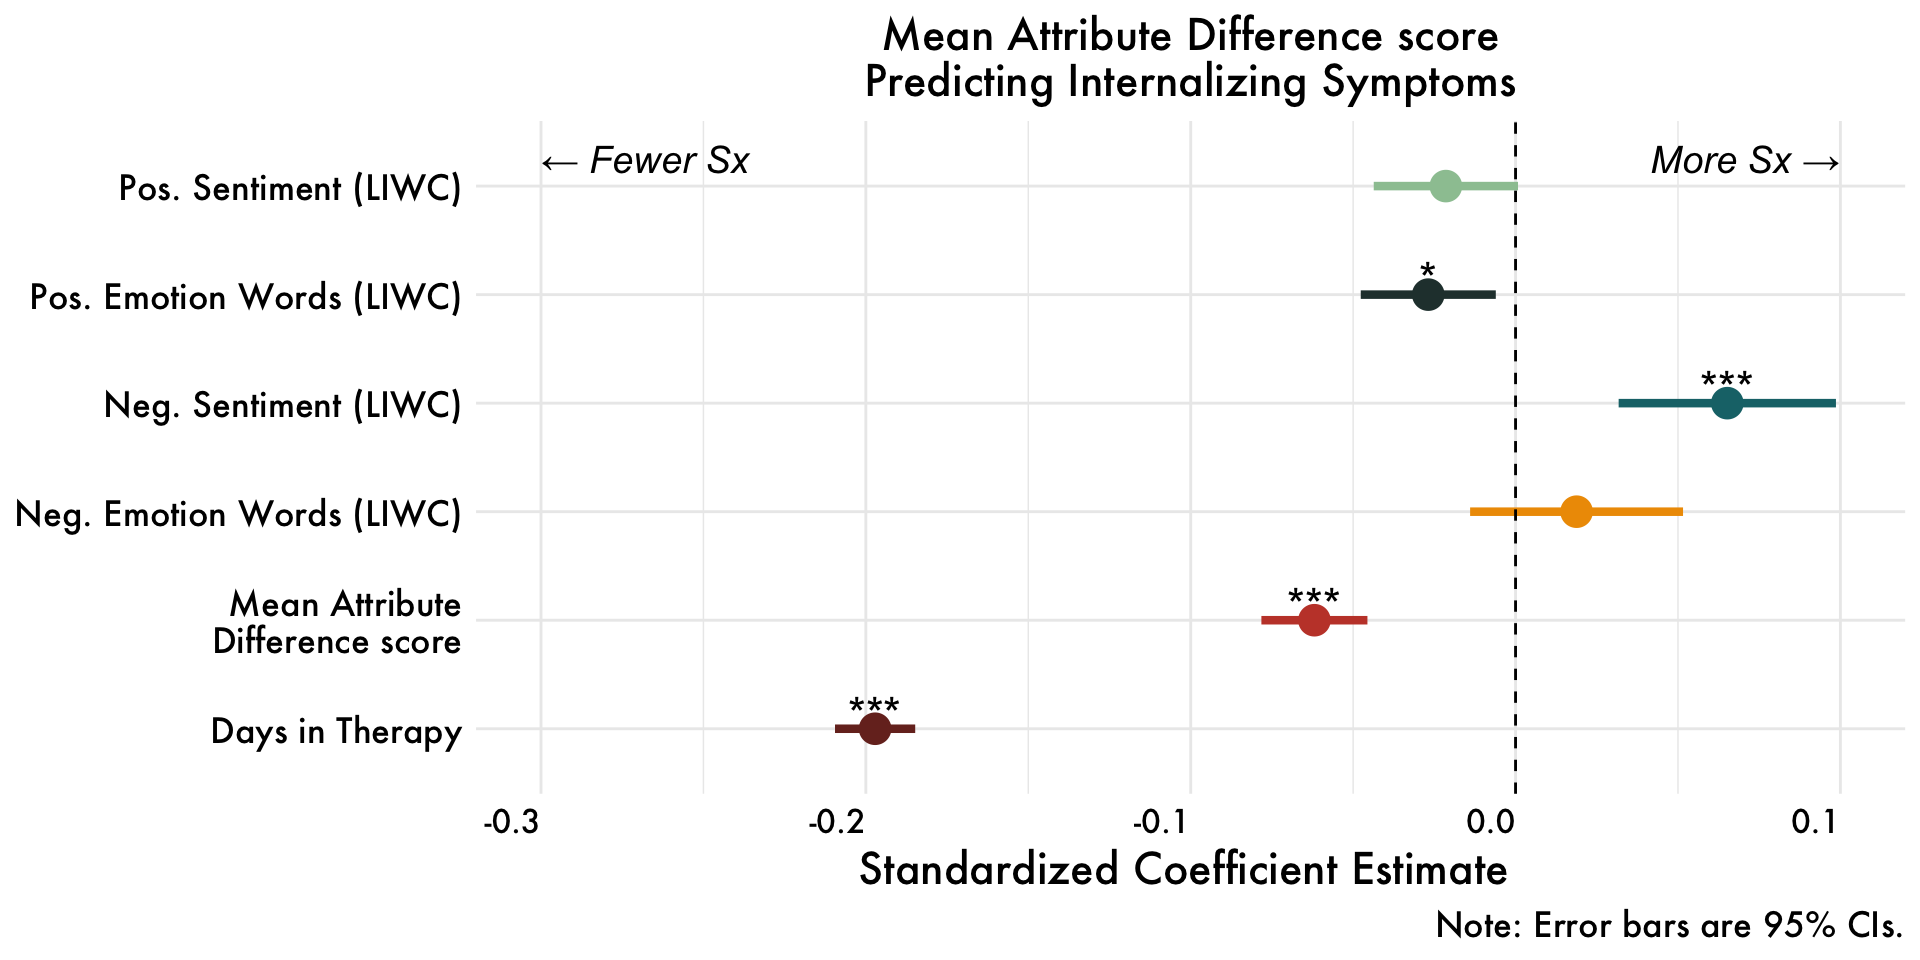 Mean Attribute Difference score
Predicting Internalizing Symptoms
← Fewer Sx
More Sx →
Pos. Sentiment (LIWC)
*
Pos. Emotion Words (LIWC)
***
Neg. Sentiment (LIWC)
Neg. Emotion Words (LIWC)
***
Mean Attribute
Difference score
***
Days in Therapy
-0.3 -0.2 -0.1 0.0 0.1
Standardized Coefficient Estimate
Note: Error bars are 95% CIs.